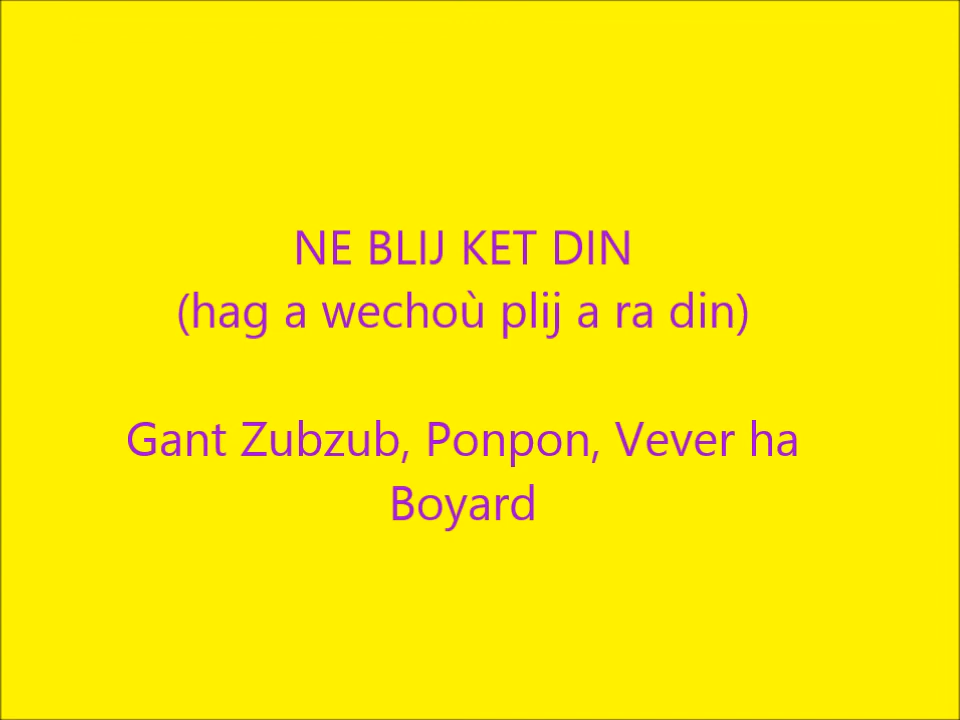 NE BLIJ KET DIN
(hag a wechoù plij a ra din)
Gant Zubzub, Ponpon, Vever ha
Boyard